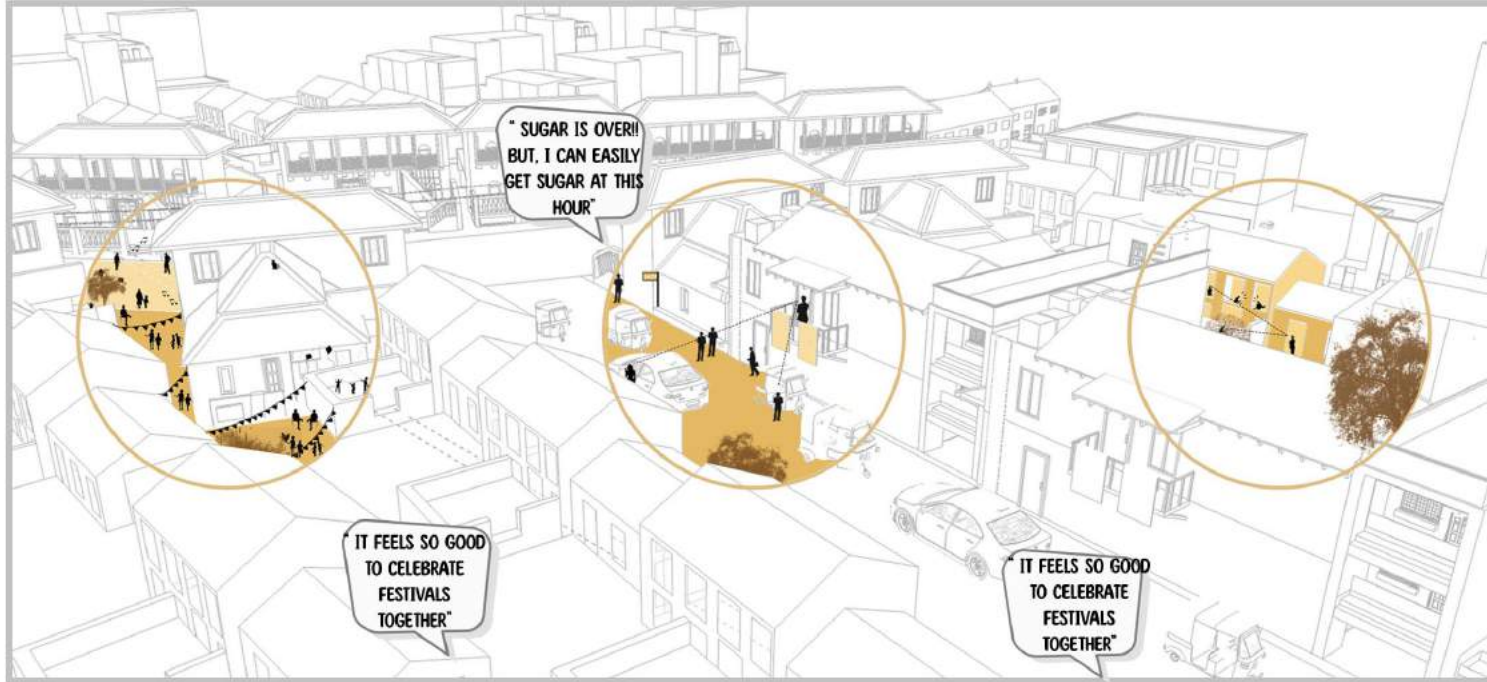 " SUGAR IS OVER!!
BUT, I CAN EASILY
GET SUGAR AT THIS
HOUR"
" IT FEELS SO GOOD
TO CELEBRATE
FESTIVALS
TOGETHER"
" IT FEELS SO GOOD
TO CELEBRATE
FESTIVALS
TOGETHER"